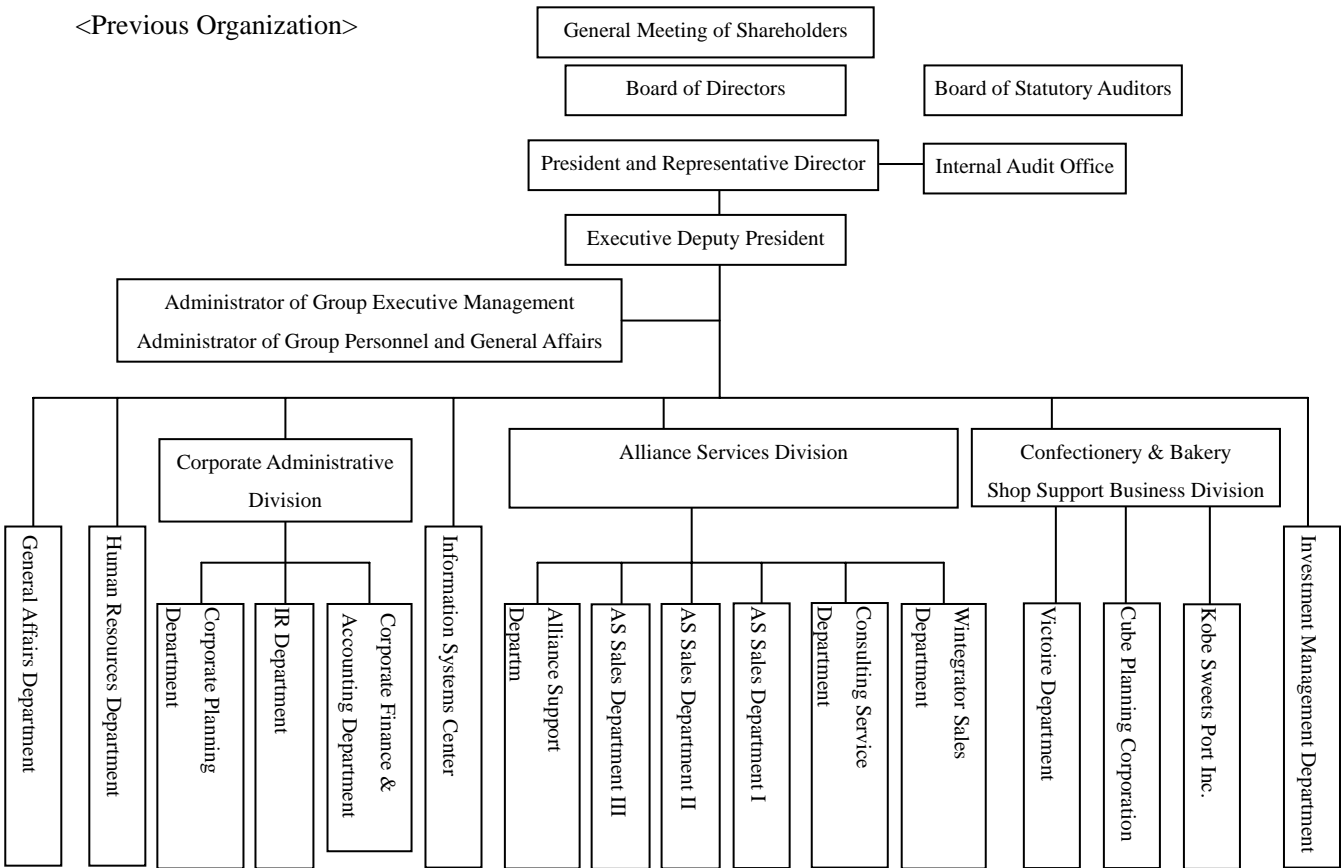 <Previous Organization>
General Meeting of Shareholders
Board of Directors
Board of Statutory Auditors
President and Representative Director
Internal Audit Office
Executive Deputy President
Administrator of Group Executive Management
Administrator of Group Personnel and General Affairs
Corporate Administrative
Division
Alliance Services Division
Confectionery & Bakery
Shop Support Business Division
General Affairs Department
Human Resources Department
Corporate Planning
Department
IR Department
Corporate Finance &
Accounting Department
Information Systems Center
Alliance Support
Departm
AS Sales Department III
AS Sales Department II
AS Sales Department I
Consulting Service
Department
Wintegrator Sales
Department
Victoire Department
Cube Planning Corporation
Kobe Sweets Port Inc.
Investment Management Department